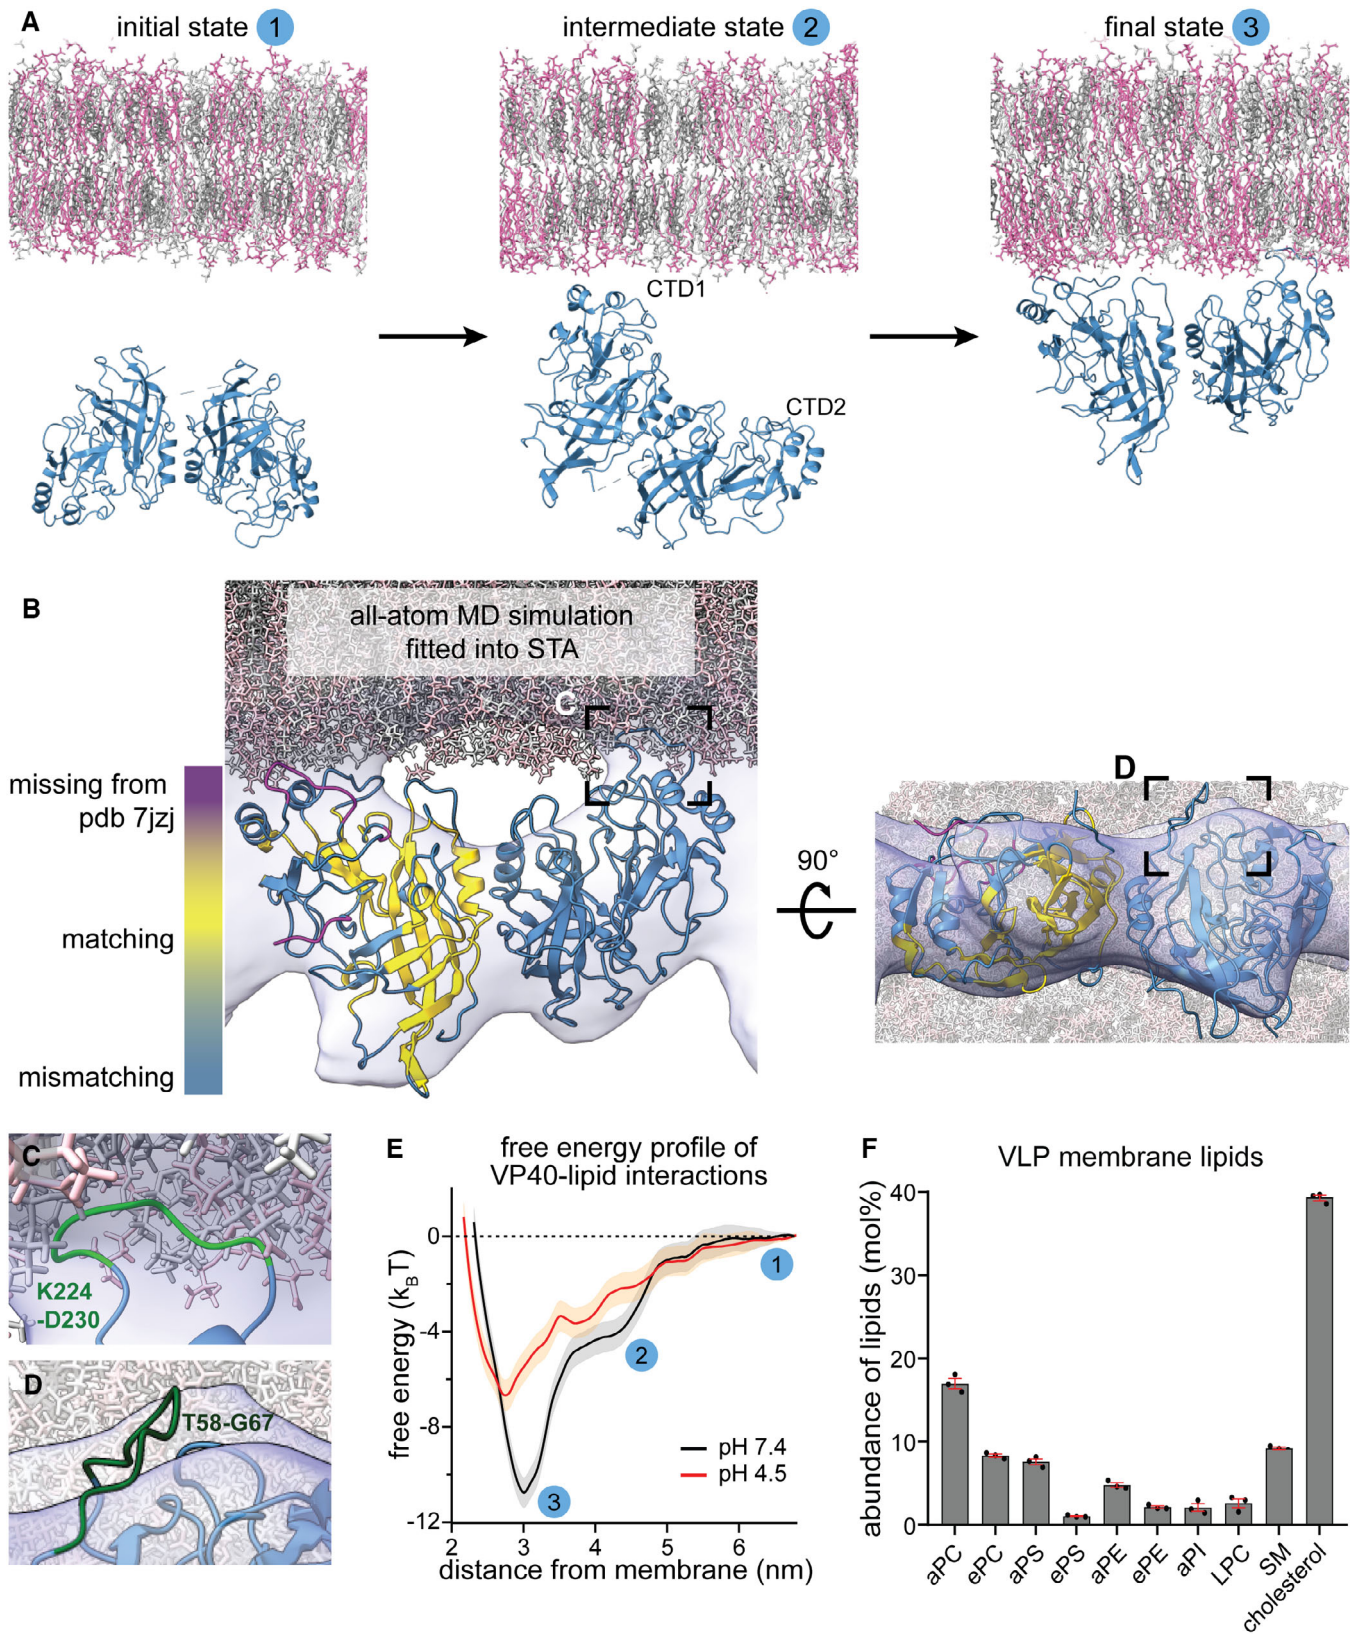 A
initial state 1
intermediate state 2
final state 3
CTD1
CTD2
B
all-atom MD simulation
fitted into STA
C
missing from
pdb 7jzj
matching
mismatching
90°
D
C
K224
-D230
D
T58-G67
E
free energy profile of
VP40-lipid interactions
free energy (kBT)
0
-4
-8
-12
2 3 4 5 6
distance from membrane (nm)
1
2
3
pH 7.4
pH 4.5
F
VLP membrane lipids
abundance of lipids (mol%)
40
30
20
10
0
aPC
ePC
aPS
ePS
aPE
ePE
aPI
LPC
SM
cholesterol